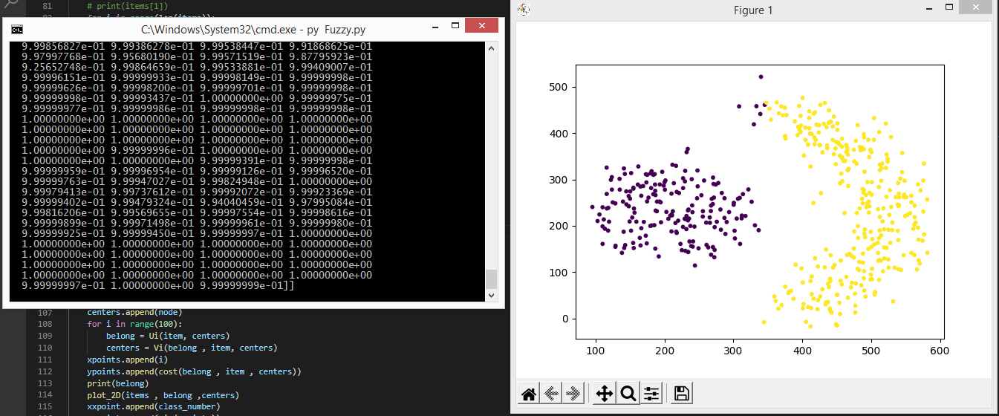 81 # print(items[1])
C:\Windows\System32\cmd.exe - py Fuzzy.py
9.99856827e-01 9.99386278e-01 9.99538447e-01 9.91868625e-01
9.97997768e-01 9.95680190e-01 9.99571519e-01 9.87795923e-01
9.25652748e-01 9.99864659e-01 9.99533881e-01 9.99409007e-01
9.99996151e-01 9.99999933e-01 9.99998149e-01 9.99999998e-01
9.99999626e-01 9.99998200e-01 9.99999701e-01 9.99999998e-01
9.99999998e-01 9.99993437e-01 1.00000000e+00 9.99999975e-01
9.99999977e-01 9.99999986e-01 9.99999998e-01 9.99999998e-01
1.00000000e+00 1.00000000e+00 1.00000000e+00 1.00000000e+00
1.00000000e+00 1.00000000e+00 1.00000000e+00 1.00000000e+00
1.00000000e+00 1.00000000e+00 1.00000000e+00 1.00000000e+00
1.00000000e+00 9.99999996e-01 1.00000000e+00 1.00000000e+00
1.00000000e+00 1.00000000e+00 9.99999391e-01 9.99999998e-01
9.99999959e-01 9.99996954e-01 9.99999126e-01 9.99996520e-01
9.99999763e-01 9.99947027e-01 9.99824948e-01 1.00000000e+00
9.99979413e-01 9.99737612e-01 9.99992072e-01 9.99923369e-01
9.99999402e-01 9.99479324e-01 9.94040459e-01 9.97995084e-01
9.99816206e-01 9.99569655e-01 9.99997554e-01 9.99998616e-01
9.99999899e-01 9.99971498e-01 9.99999961e-01 9.99999980e-01
9.99999925e-01 9.99999450e-01 9.99999997e-01 1.00000000e+00
1.00000000e+00 1.00000000e+00 1.00000000e+00 1.00000000e+00
1.00000000e+00 1.00000000e+00 1.00000000e+00 1.00000000e+00
1.00000000e+00 1.00000000e+00 1.00000000e+00 1.00000000e+00
1.00000000e+00 1.00000000e+00 1.00000000e+00 1.00000000e+00
9.99999997e-01 1.00000000e+00 9.99999999e-01]]
107 centers.append(node)
108 for i in range(100):
109 belong = Ui(item, centers)
110 centers = Vi(belong , item, centers)
111 xpoints.append(i)
112 ypoints.append(cost(belong , item , centers))
113 print(belong)
114 plot_2D(items , belong ,centers)
115 xxpoint.append(class_number)
Figure 1
500
400
300
200
100
0
100 200 300 400 500 600